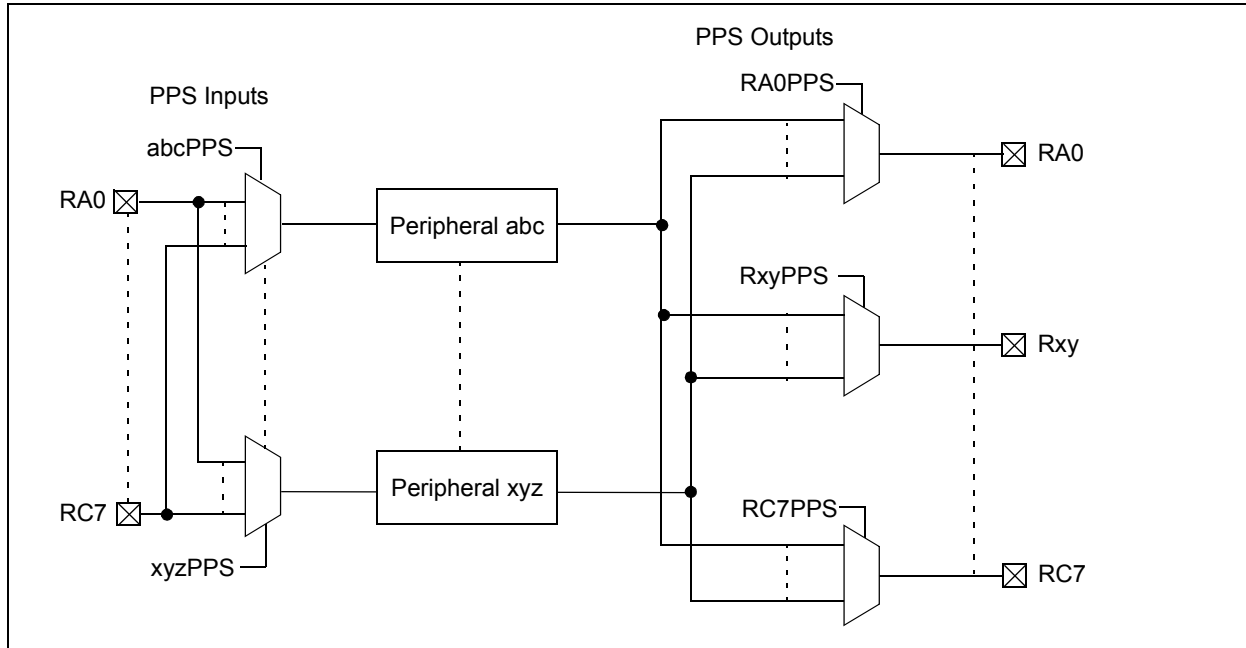 PPS Outputs
RA0PPS
PPS Inputs
abcPPS
RA0
RA0
Peripheral abc
RxyPPS
Rxy
Peripheral xyz
RC7
RC7PPS
xyzPPS
RC7